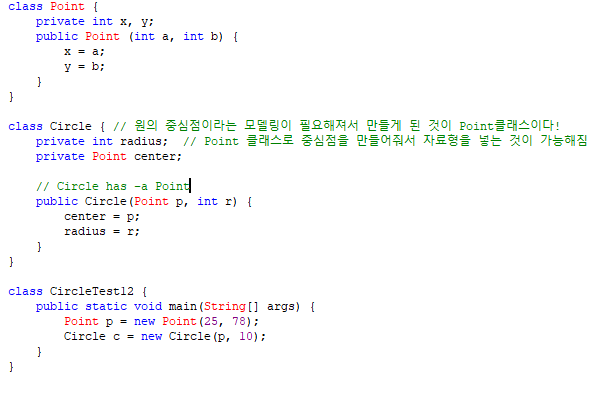 class Point {
    private int x, y;
    public Point (int a, int b) {
        x = a;
        y = b;
    }
}

class Circle { // 원의 중심점이라는 모델링이 필요해져서 만들게 된 것이 Point클래스이다!
    private int radius;  // Point 클래스로 중심점을 만들어줘서 자료형을 넣는 것이 가능해짐
    private Point center;

    // Circle has -a Point
    public Circle(Point p, int r) {
        center = p;
        radius = r;
    }
}

class CircleTest12 {
    public static void main(String[] args) {
        Point p = new Point(25, 78);
        Circle c = new Circle(p, 10);
    }
}